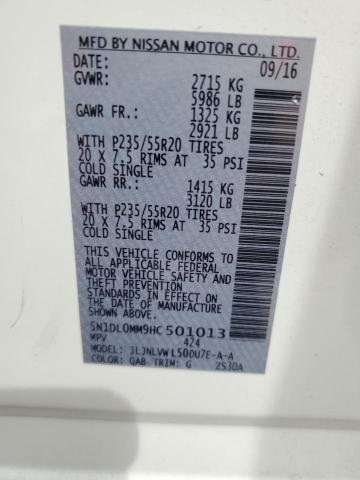 MFD BY NISSAN MOTOR CO., LTD.
DATE: 09/16
GVWR: 2715 KG
5986 LB
GAWR FR.: 1325 KG
2921 LB
WITH P235/55R20 TIRES
20 X 7.5 RIMS AT 35 PSI
COLD SINGLE
GAWR RR.: 1415 KG
3120 LB
WITH P235/55R20 TIRES
20 X 7.5 RIMS AT 35 PSI
COLD SINGLE
THIS VEHICLE CONFORMS TO
ALL APPLICABLE FEDERAL
MOTOR VEHICLE SAFETY AND
THEFT PREVENTION
STANDARDS IN EFFECT ON
THE DATE OF MANUFACTURE
SHOWN ABOVE
5N1DL0MM9HC501013
MPV 424
MODEL: JLJNLVWL50DU7E-A-A
COLOR: QAB TRIM: G ZS30A